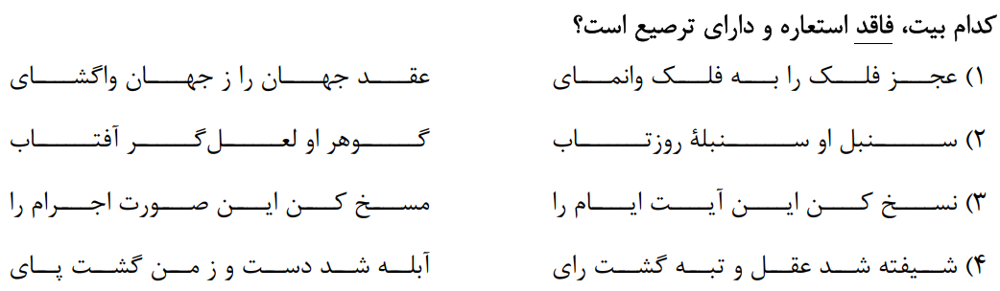 کدام بیت، فاقد استعاره و دارای ترصیع است؟
۱) عجز فلک را به فلک وانمای عقد جهان را ز جهان واگشای
۲) سنبل او سنبلهٔ روزتاب گوهر او لعل‌گر آفتاب
۳) نسخ کن این آیت ایام را مسخ کن این صورت اجرام را
۴) شیفته شد عقل و تبه گشت رای آبله شد دست و ز من گشت پای